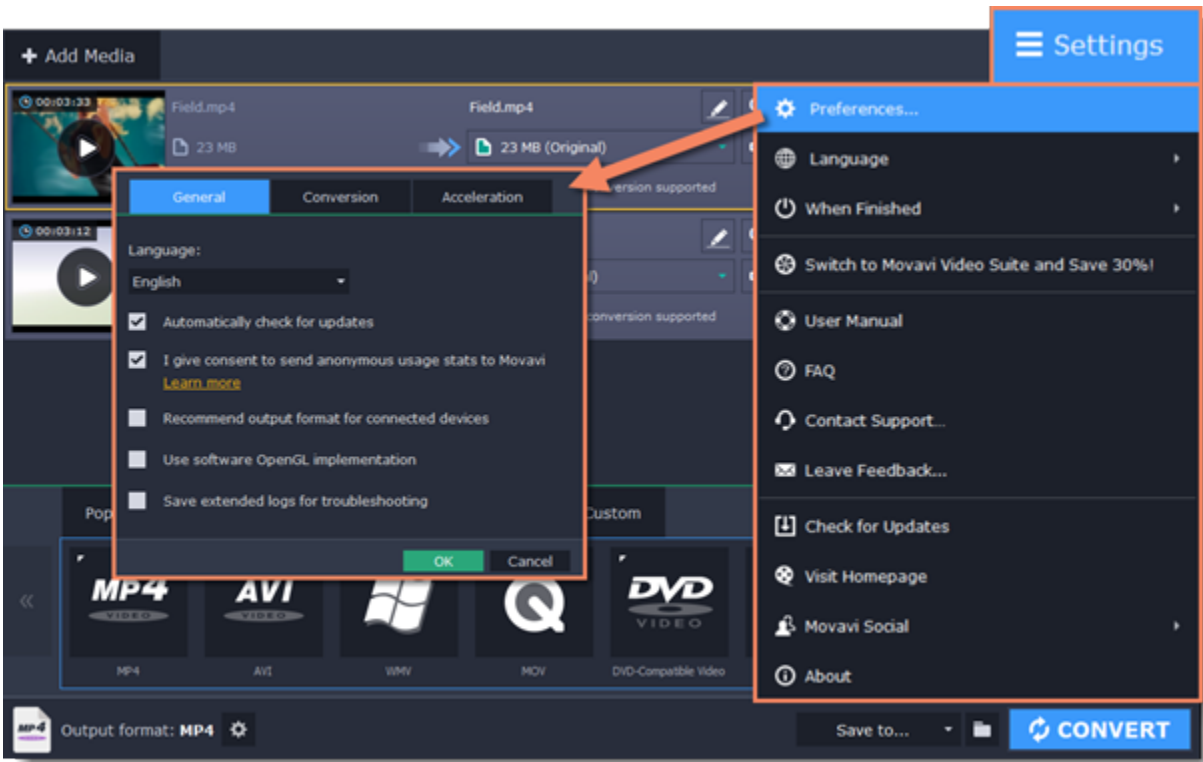 Settings
+ Add Media
00:03:33
Field.mp4
Field.mp4
23 MB
23 MB (Original)
version supported
00:03:12
conversion supported
Preferences...
Language
When Finished
Switch to Movavi Video Suite and Save 30%!
User Manual
FAQ
Contact Support...
Leave Feedback...
Check for Updates
Visit Homepage
Movavi Social
About
General
Conversion
Acceleration
Language:
English
Automatically check for updates
I give consent to send anonymous usage stats to Movavi
Learn more
Recommend output format for connected devices
Use software OpenGL implementation
Save extended logs for troubleshooting
OK
Cancel
Pop
Custom
MP4
VIDEO
AVI
VIDEO
DVD
VIDEO
MP4
AVI
WMV
MOV
DVD-Compatible Video
MP4
Output format: MP4
Save to...
CONVERT